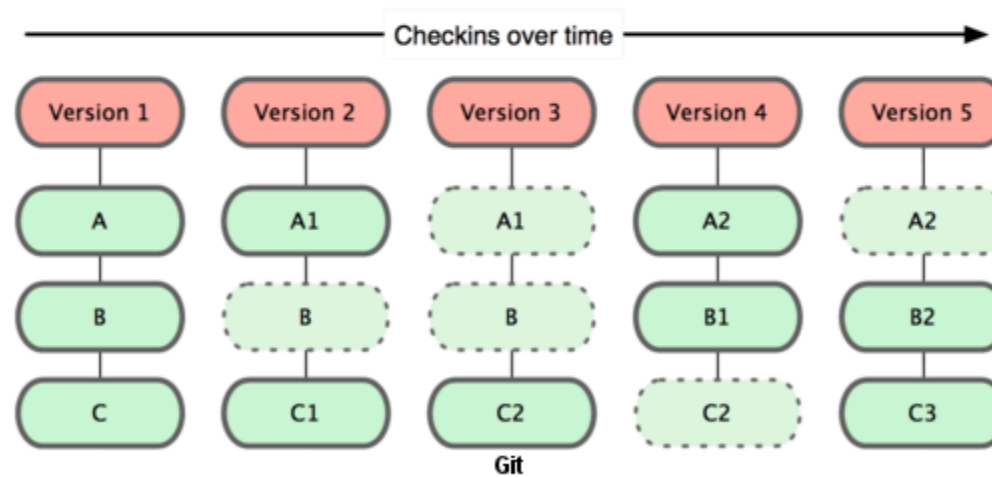 Checkins over time
Version 1 Version 2 Version 3 Version 4 Version 5
A A1 A1 A2 A2
B B B B1 B2
C C1 C2 C2 C3
Git